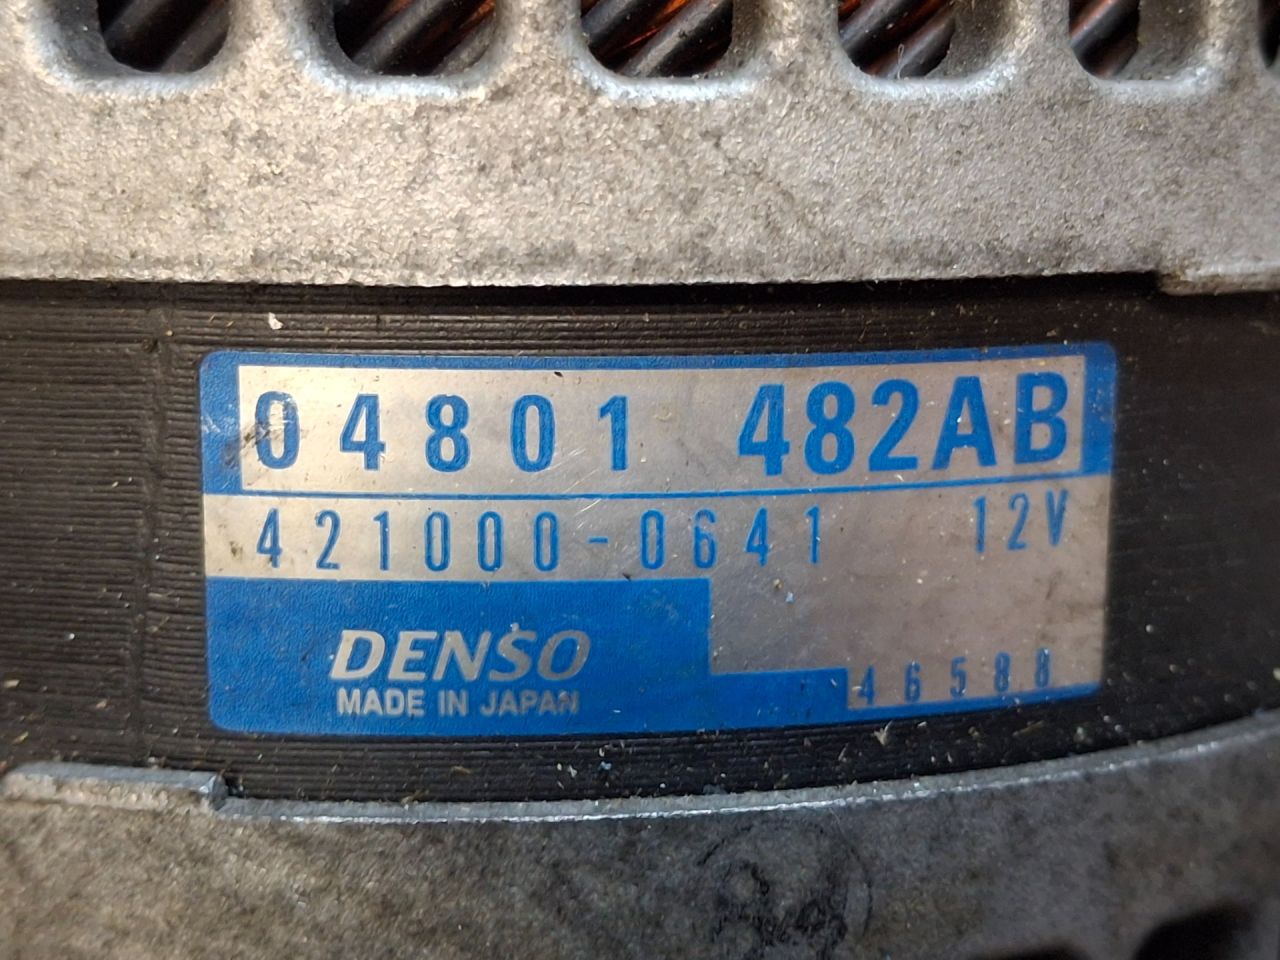 04801 482AB
421000-0641 12V
DENSO
MADE IN JAPAN
46588